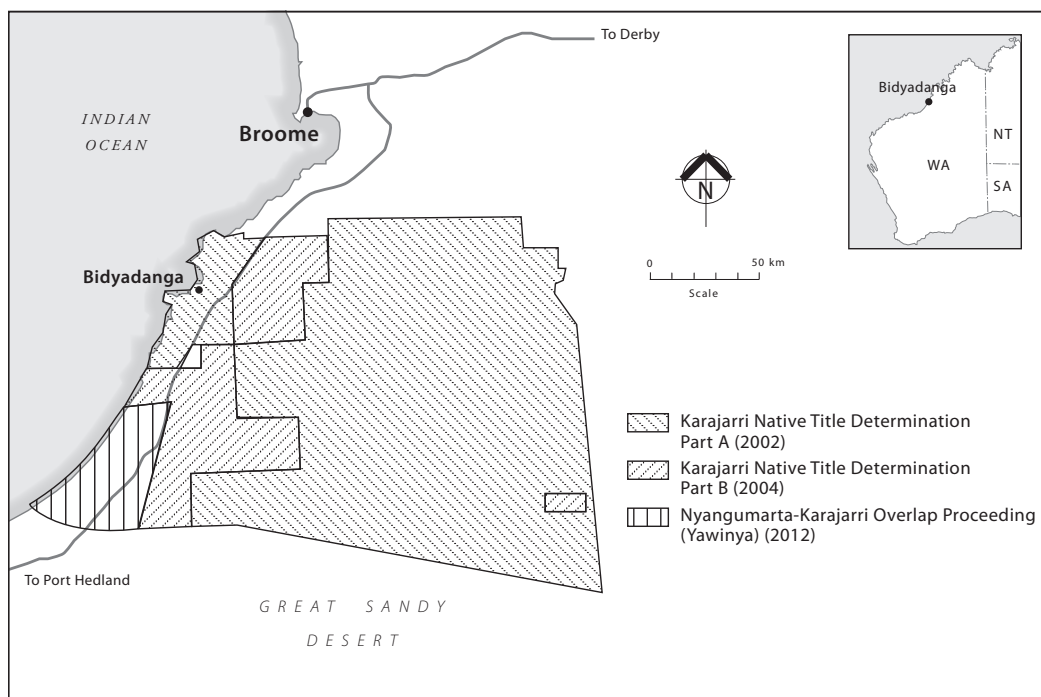 To Derby
INDIAN
OCEAN
Broome
Bidyadanga
To Port Hedland
GREAT SANDY
DESERT
N
0 50 km
Scale
Bidyadanga
NT
WA
SA
Karajarri Native Title Determination
Part A (2002)
Karajarri Native Title Determination
Part B (2004)
Nyangumarta-Karajarri Overlap Proceeding
(Yawinya) (2012)